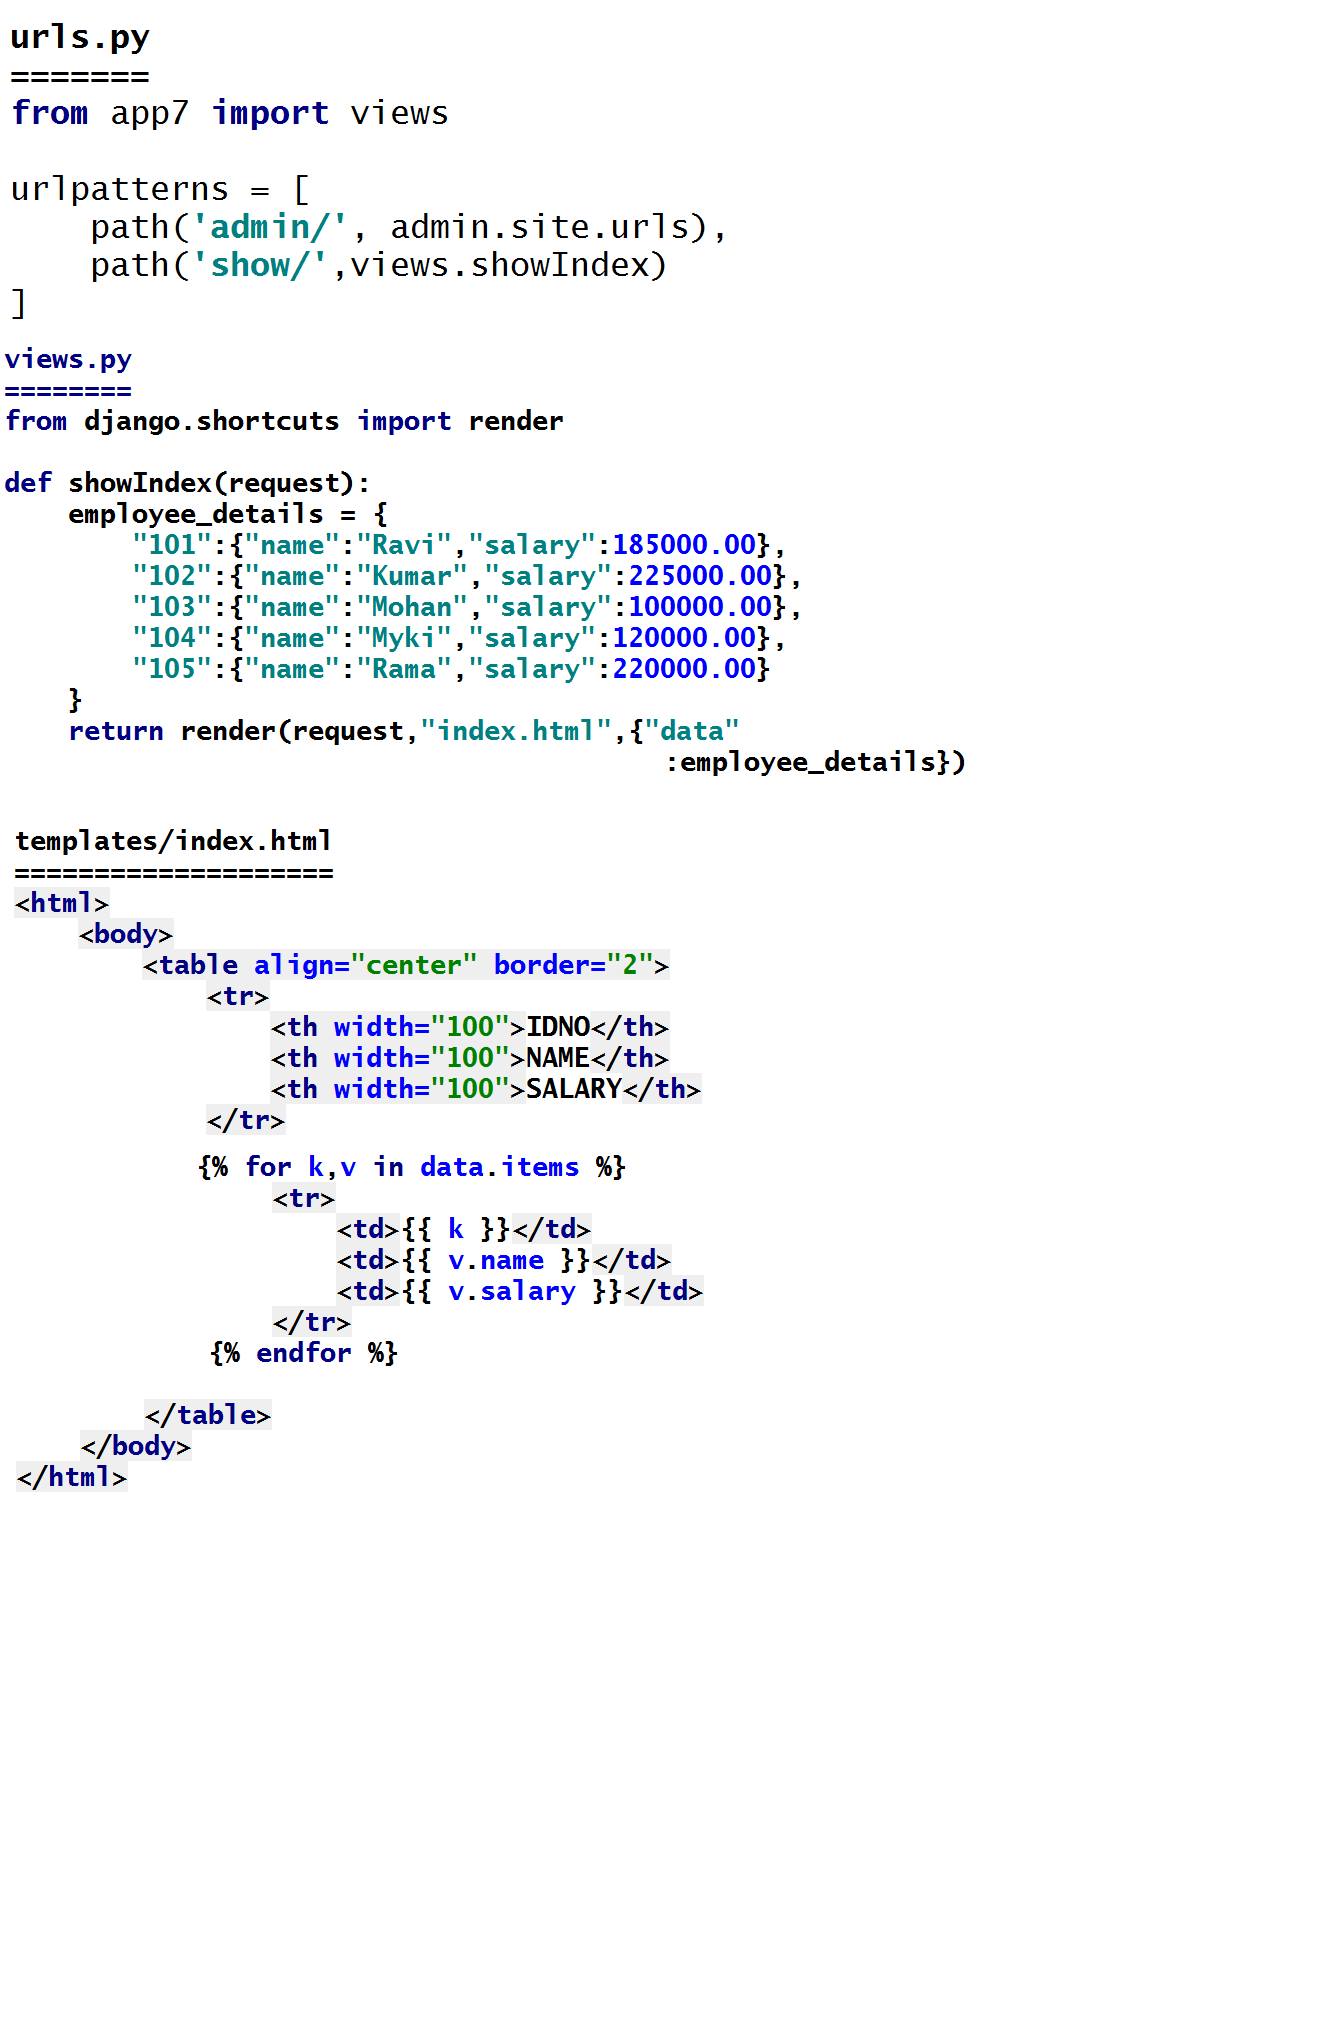 urls.py
=======
from app7 import views
urlpatterns = [
    path('admin/', admin.site.urls),
    path('show/',views.showIndex)
]
views.py
========
from django.shortcuts import render
def showIndex(request):
    employee_details = {
        "101":{"name":"Ravi","salary":185000.00},
        "102":{"name":"Kumar","salary":225000.00},
        "103":{"name":"Mohan","salary":100000.00},
        "104":{"name":"Myki","salary":120000.00},
        "105":{"name":"Rama","salary":220000.00}
    }
    return render(request,"index.html",{"data"
                                         :employee_details})
templates/index.html
====================
<html>
    <body>
        <table align="center" border="2">
            <tr>
                <th width="100">IDNO</th>
                <th width="100">NAME</th>
                <th width="100">SALARY</th>
            </tr>
            {% for k,v in data.items %}
                <tr>
                    <td>{{ k }}</td>
                    <td>{{ v.name }}</td>
                    <td>{{ v.salary }}</td>
                </tr>
            {% endfor %}
        </table>
    </body>
</html>